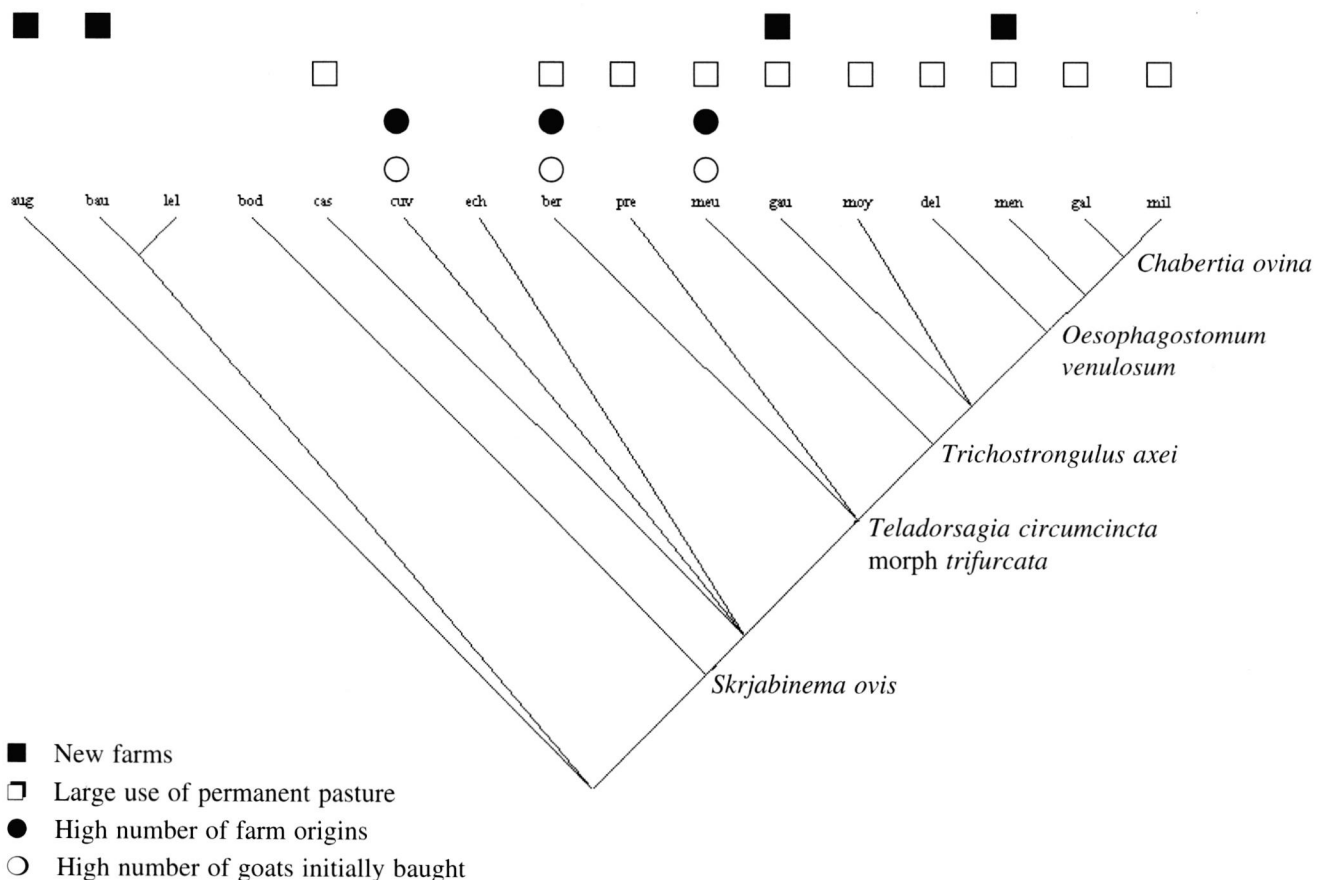 aug bau lel bod cas cuv ech ber pre meu gau moy del men gal mil
Chabertia ovina
Oesophagostomum
venulosum
Trichostrongulus axei
Teladorsagia circumcincta
morph trifurcata
Skrjabinema ovis
New farms
Large use of permanent pasture
High number of farm origins
High number of goats initially baught